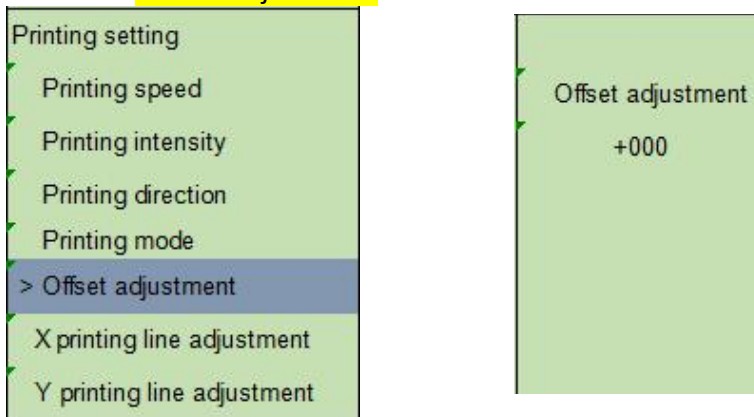 Printing setting
Printing speed
Printing intensity
Printing direction
Printing mode
> Offset adjustment
X printing line adjustment
Y printing line adjustment
Offset adjustment
+000